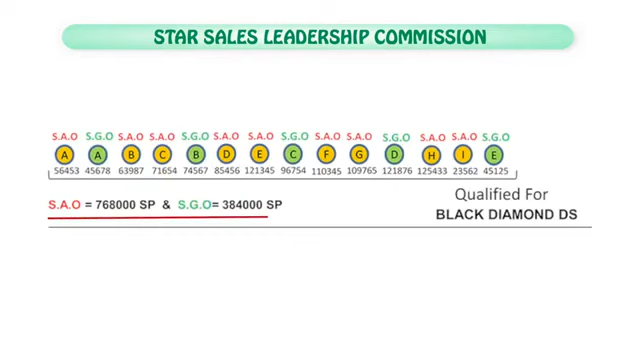 STAR SALES LEADERSHIP COMMISSION
S.A.O S.G.O S.A.O S.A.O S.G.O S.A.O S.A.O S.G.O S.A.O S.A.O S.G.O S.A.O S.A.O S.G.O
A A B C B D E C F G D H I E
56453 45678 63987 71654 74567 85456 121345 96754 110345 109765 121876 125433 23562 45125
S.A.O = 768000 SP & S.G.O= 384000 SP
Qualified For
BLACK DIAMOND DS